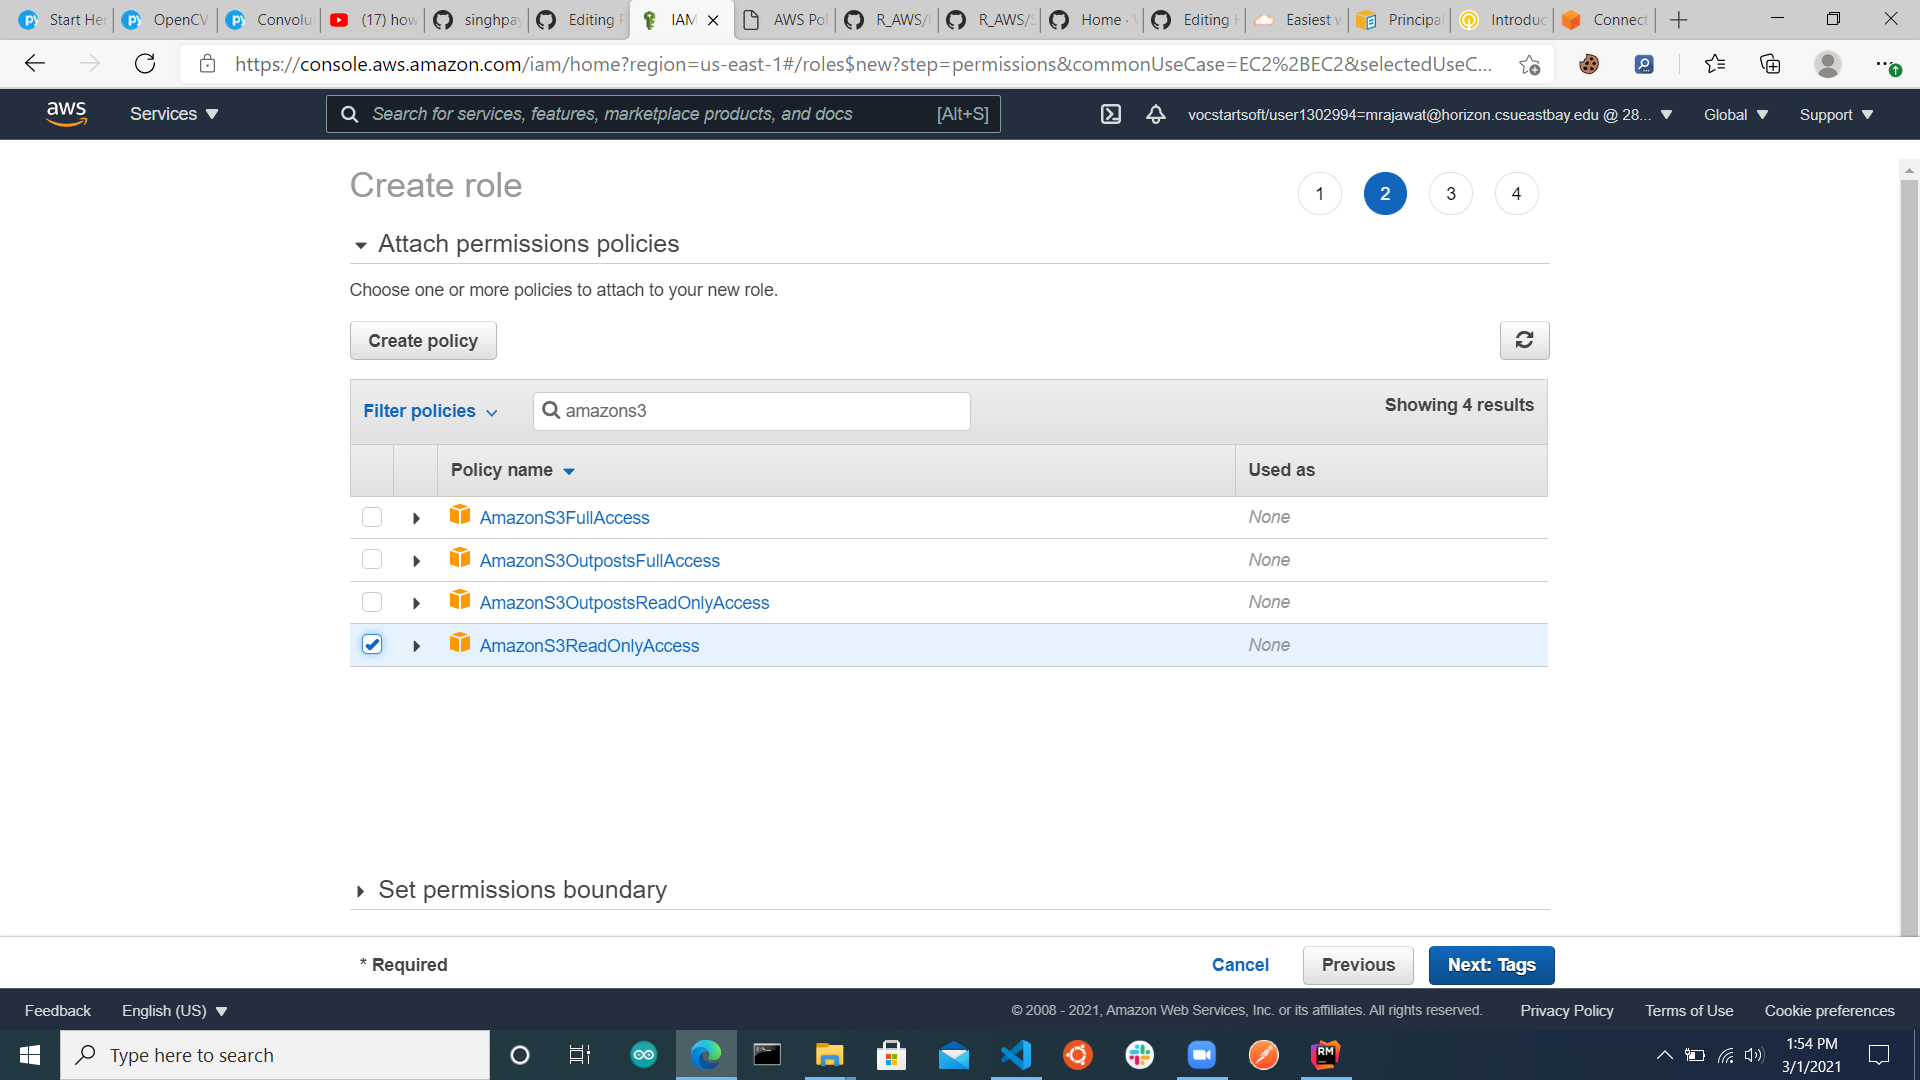 Start Her
OpenCV
Convolut
(17) how
singhpay
Editing R
IAM
AWS Pol
R_AWS/
R_AWS/S
Home ·
Editing H
Easiest w
Principal
Introduc
Connect
https://console.aws.amazon.com/iam/home?region=us-east-1#/roles$new?step=permissions&commonUseCase=EC2%2BEC2&selectedUseC...
aws
Services
Search for services, features, marketplace products, and docs
[Alt+S]
vocstartsoft/user1302994=mrajawat@horizon.csueastbay.edu @ 28...
Global
Support
Create role
1
2
3
4
Attach permissions policies
Choose one or more policies to attach to your new role.
Create policy
Filter policies
amazons3
Showing 4 results
Policy name
Used as
AmazonS3FullAccess
None
AmazonS3OutpostsFullAccess
None
AmazonS3OutpostsReadOnlyAccess
None
AmazonS3ReadOnlyAccess
None
Set permissions boundary
* Required
Cancel
Previous
Next: Tags
Feedback
English (US)
© 2008 - 2021, Amazon Web Services, Inc. or its affiliates. All rights reserved.
Privacy Policy
Terms of Use
Cookie preferences
Type here to search
RM
1:54 PM
3/1/2021